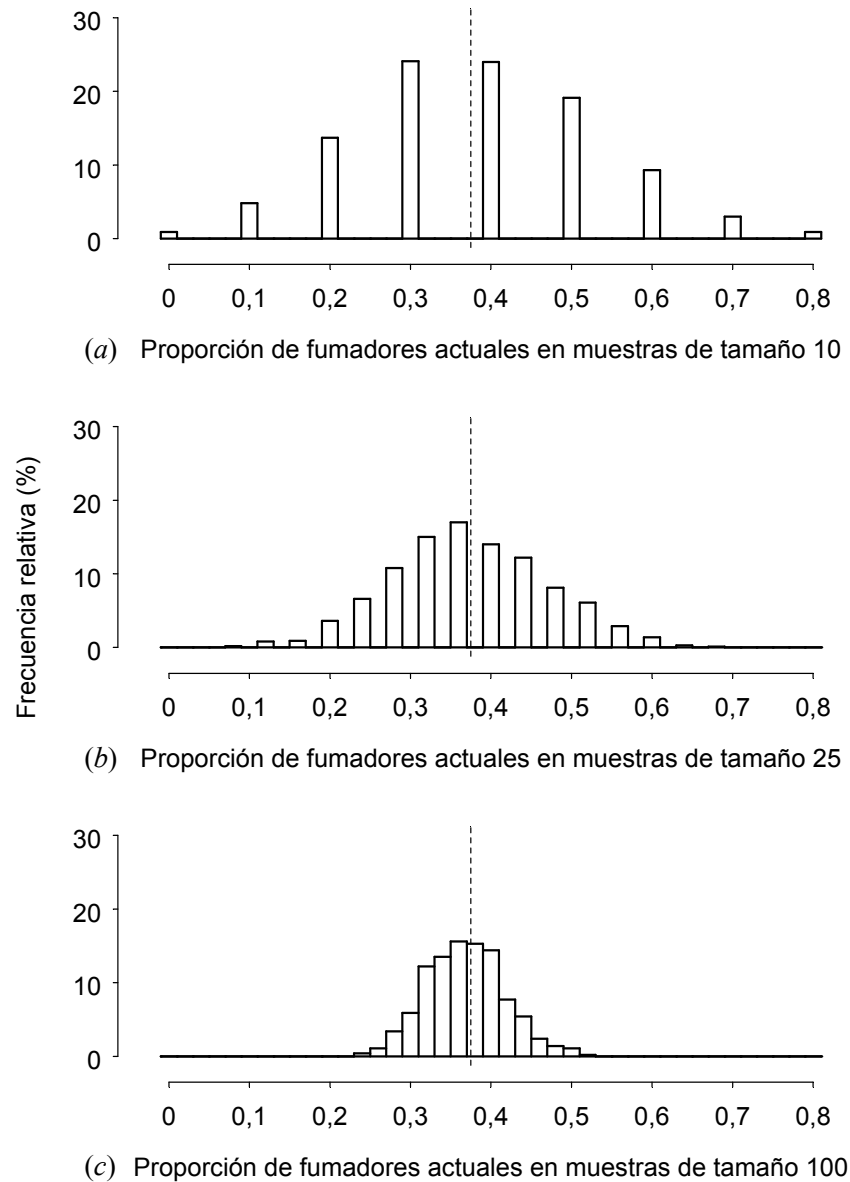 30
20
10
0
0 0,1 0,2 0,3 0,4 0,5 0,6 0,7 0,8
(a) Proporción de fumadores actuales en muestras de tamaño 10
Frecuencia relativa (%)
30
20
10
0
0 0,1 0,2 0,3 0,4 0,5 0,6 0,7 0,8
(b) Proporción de fumadores actuales en muestras de tamaño 25
30
20
10
0
0 0,1 0,2 0,3 0,4 0,5 0,6 0,7 0,8
(c) Proporción de fumadores actuales en muestras de tamaño 100